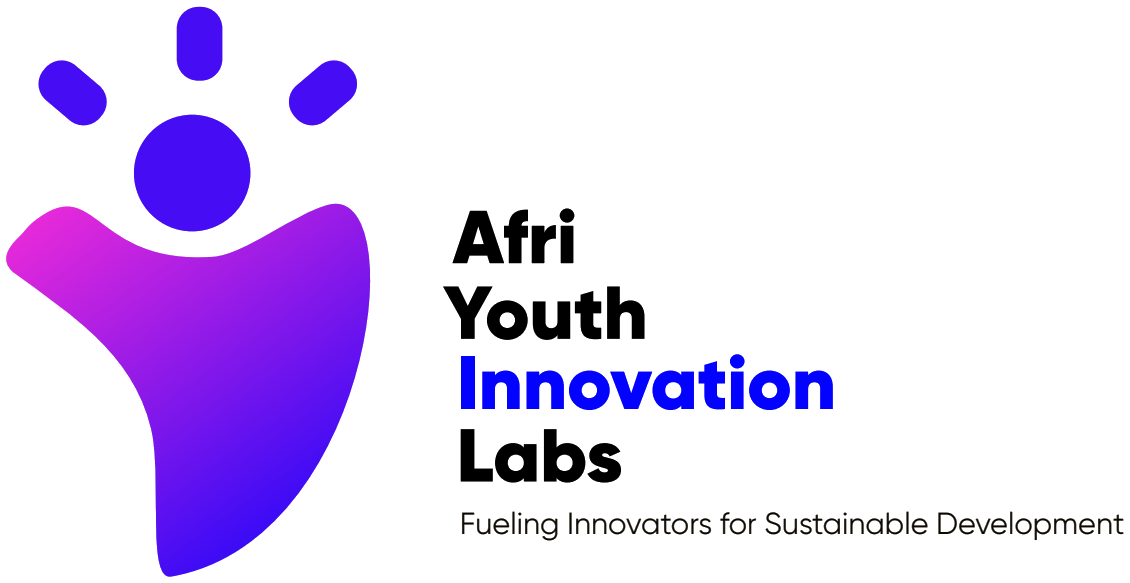 Afri
Youth
Innovation
Labs
Fueling Innovators for Sustainable Development